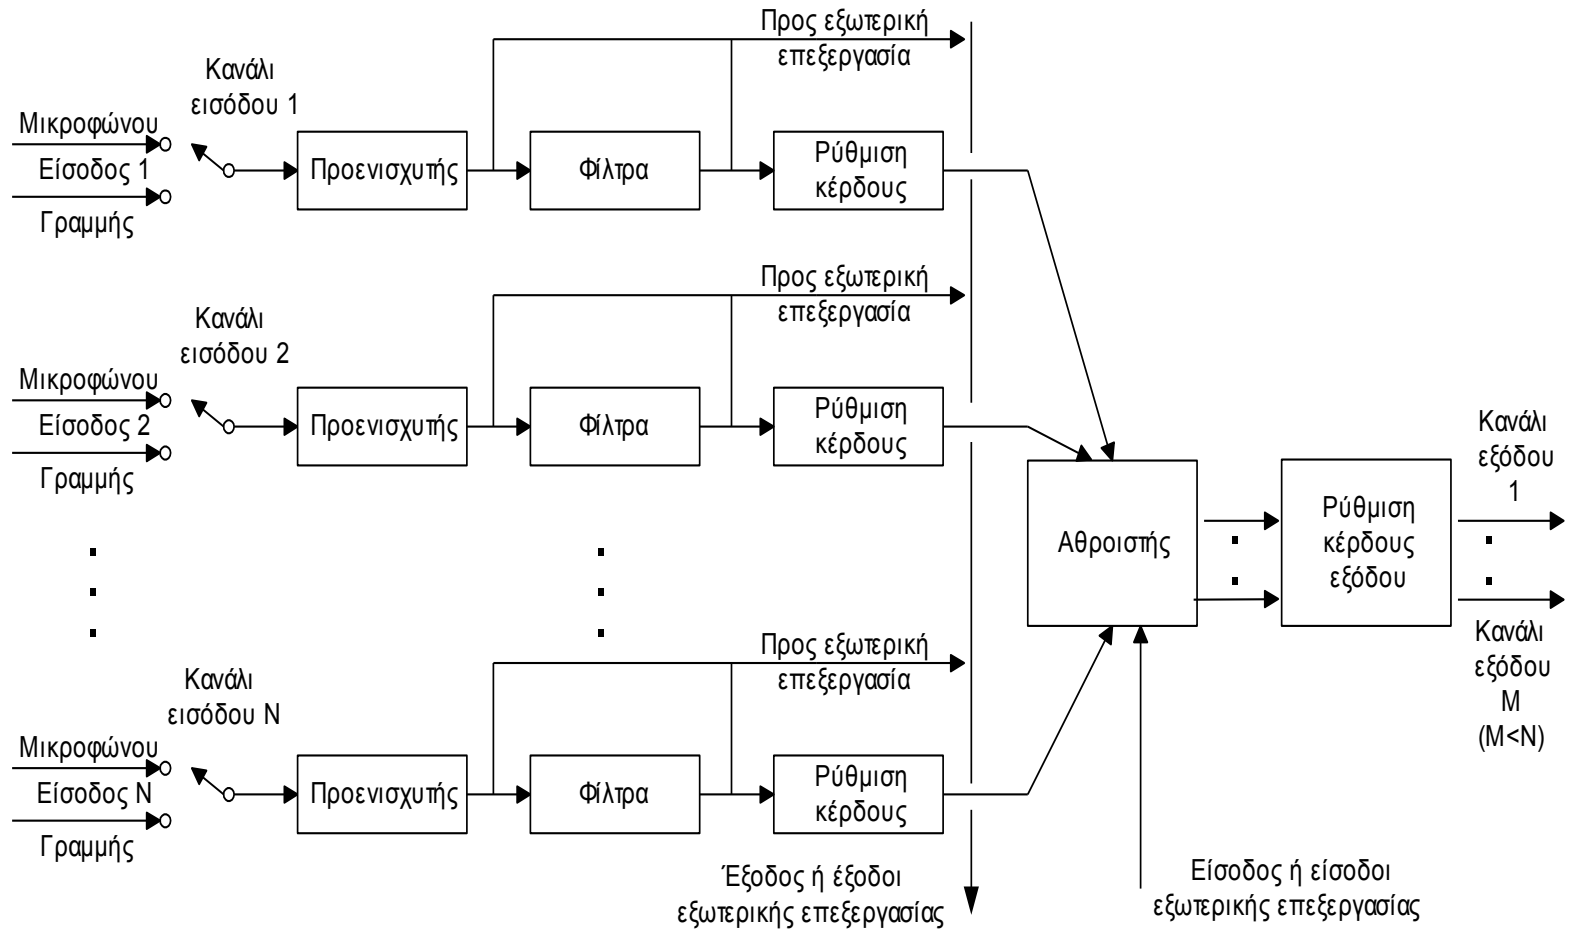 Προς εξωτερική
επεξεργασία
Κανάλι
εισόδου 1
Μικροφώνου
Είσοδος 1
Γραμμής
Προενισχυτής
Φίλτρα
Ρύθμιση
κέρδους
Προς εξωτερική
επεξεργασία
Κανάλι
εισόδου 2
Μικροφώνου
Είσοδος 2
Γραμμής
Προενισχυτής
Φίλτρα
Ρύθμιση
κέρδους
Αθροιστής
Ρύθμιση
κέρδους
εξόδου
Κανάλι
εξόδου
1
Κανάλι
εξόδου
Μ
(Μ<Ν)
Προς εξωτερική
επεξεργασία
Κανάλι
εισόδου Ν
Μικροφώνου
Είσοδος Ν
Γραμμής
Προενισχυτής
Φίλτρα
Ρύθμιση
κέρδους
Έξοδος ή έξοδοι
εξωτερικής επεξεργασίας
Είσοδος ή είσοδοι
εξωτερικής επεξεργασίας